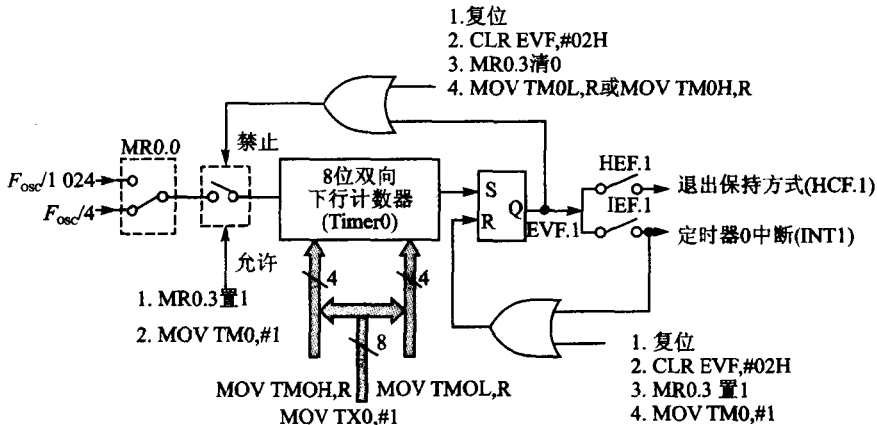 1.复位
2. CLR EVF,#02H
3. MR0.3清0
4. MOV TM0L,R或MOV TM0H,R
禁止
MR0.0
Fosc/1 024
Fosc/4
8位双向
下行计数器
(Timer0)
S
R
Q
EVF.1
HEF.1
退出保持方式(HCF.1)
IEF.1
定时器0中断(INT1)
允许
1. MR0.3置1
2. MOV TM0,#1
4
4
8
MOV TMOH,R
MOV TMOL,R
MOV TX0,#1
1. 复位
2. CLR EVF,#02H
3. MR0.3 置1
4. MOV TM0,#1